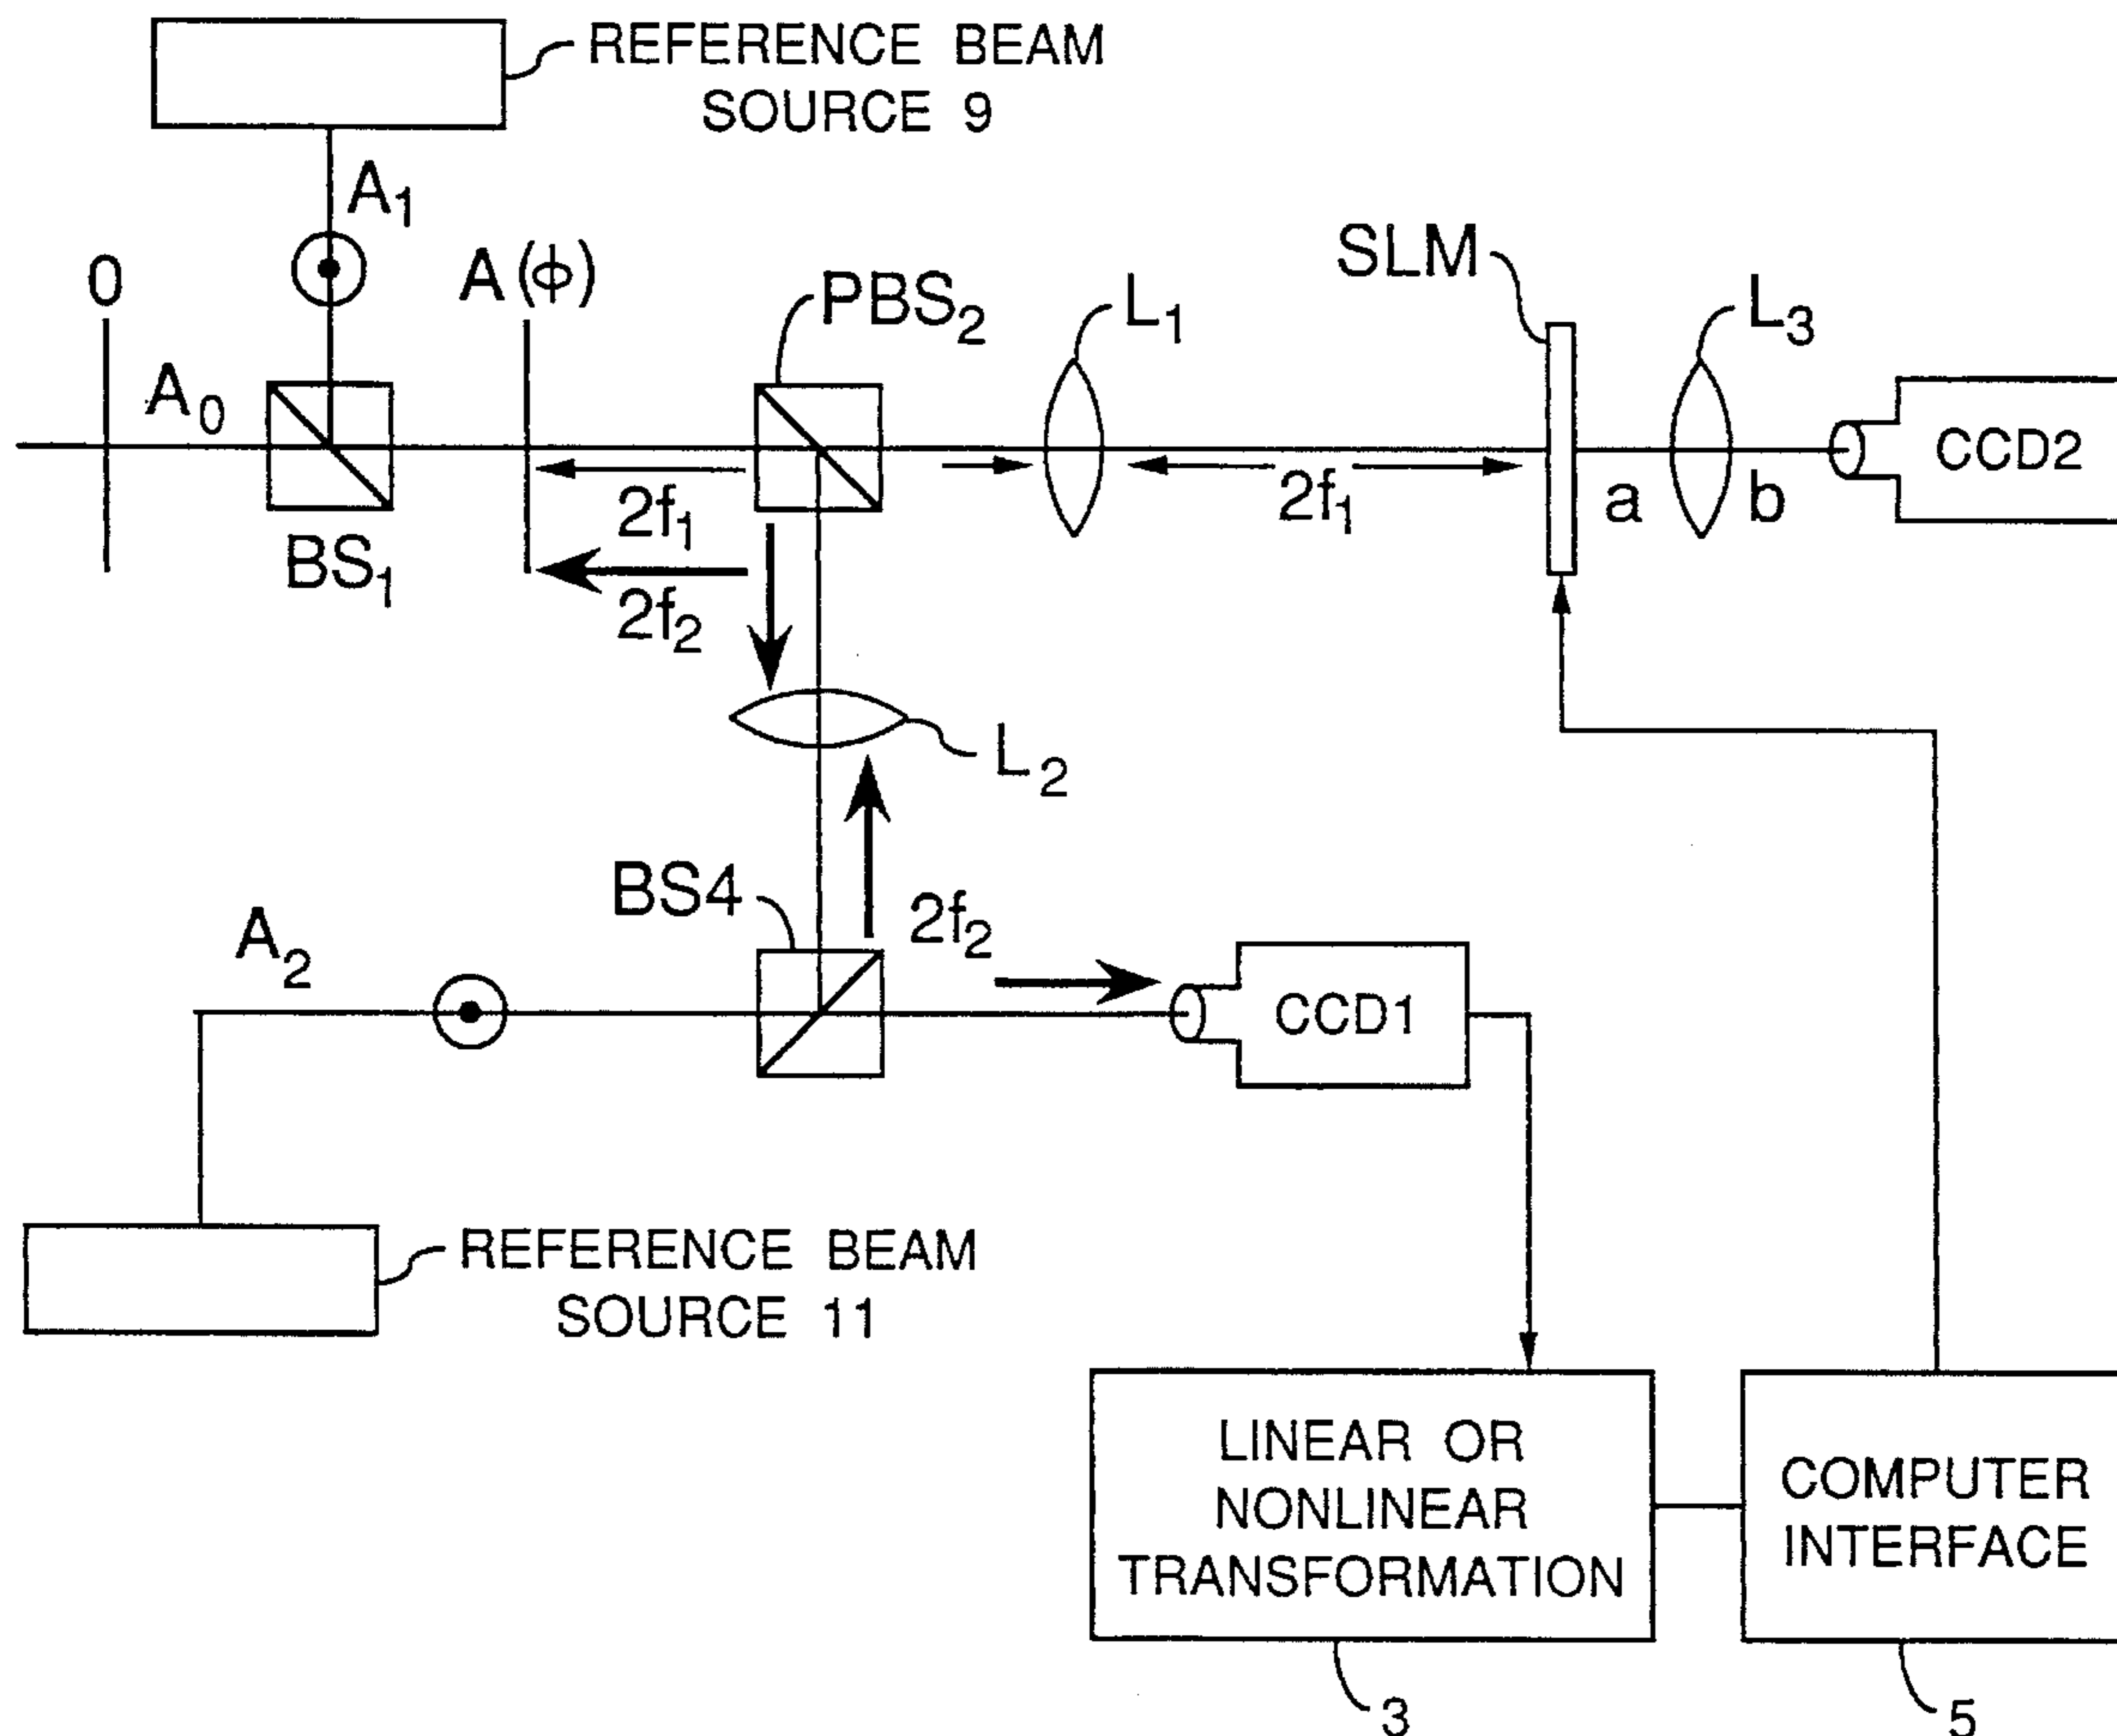 REFERENCE BEAM
SOURCE 9
A₁
0
A(ϕ)
A₀
BS₁
PBS₂
L₁
SLM
L₃
CCD2
2f₁
2f₁
a
b
2f₂
L₂
BS4
2f₂
A₂
CCD1
REFERENCE BEAM
SOURCE 11
LINEAR OR
NONLINEAR
TRANSFORMATION
COMPUTER
INTERFACE
3
5